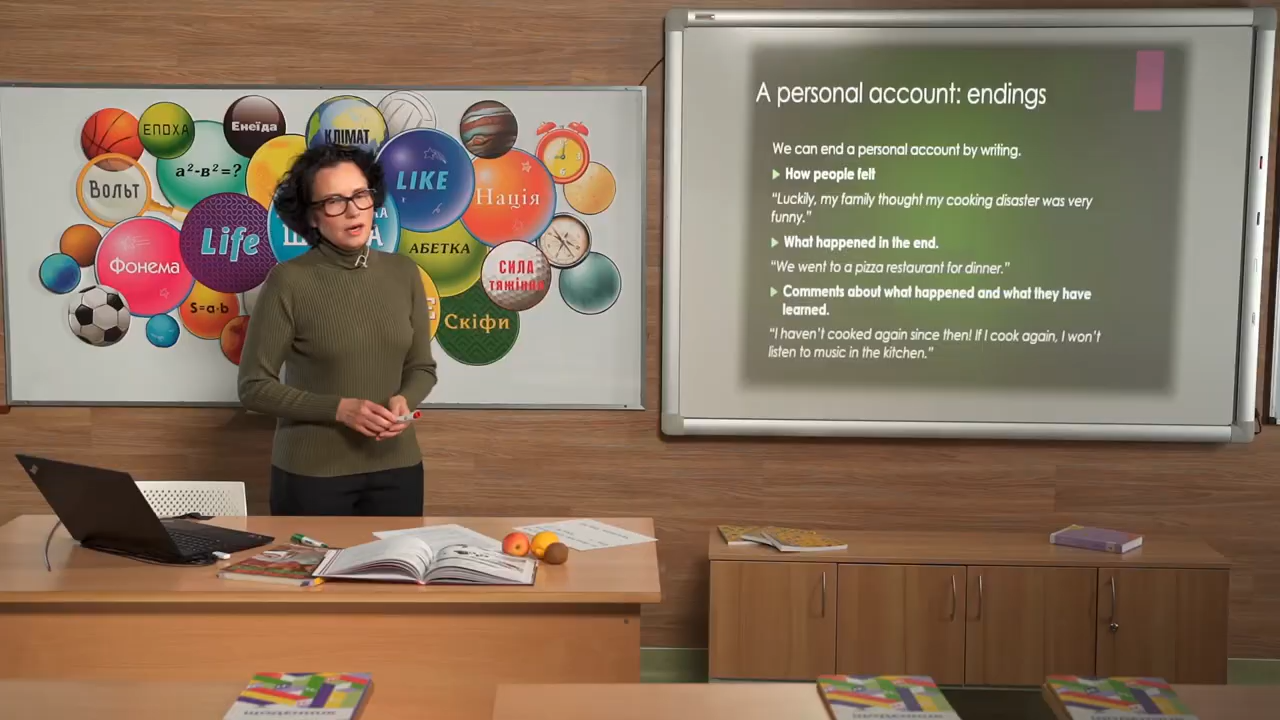 ЕПОХА
Енеїда
КЛІМАТ
a²-в²=?
Вольт
LIKE
Нація
Life
АБЕТКА
Фонема
СИЛА
тяжіння
S=a·b
Скіфи
A personal account: endings
We can end a personal account by writing.
How people felt
“Luckily, my family thought my cooking disaster was very
funny.”
What happened in the end.
“We went to a pizza restaurant for dinner.”
Comments about what happened and what they have
learned.
“I haven’t cooked again since then! If I cook again, I won’t
listen to music in the kitchen.”